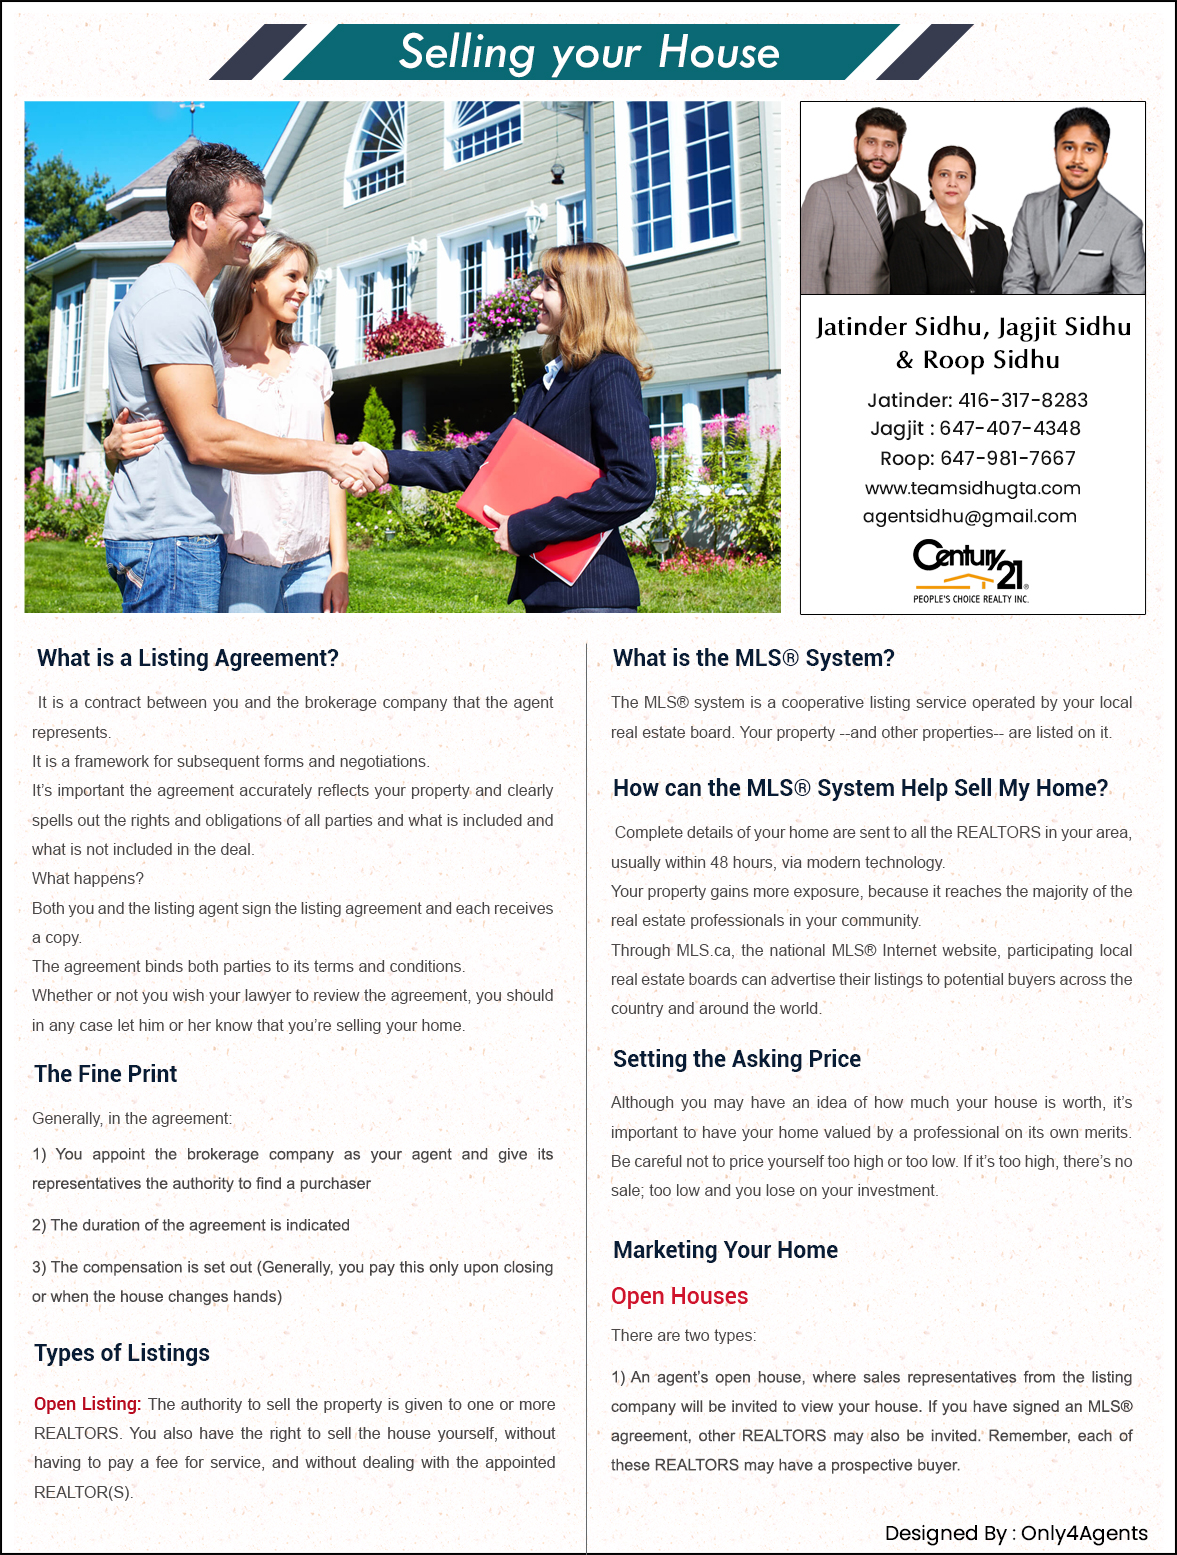 Selling your House
Jatinder Sidhu, Jagjit Sidhu
& Roop Sidhu
Jatinder: 416-317-8283
Jagjit : 647-407-4348
Roop: 647-981-7667
www.teamsidhugta.com
agentsidhu@gmail.com
Century 21®
PEOPLE'S CHOICE REALTY INC.
What is a Listing Agreement?
It is a contract between you and the brokerage company that the agent
represents.
It is a framework for subsequent forms and negotiations.
It's important the agreement accurately reflects your property and clearly
spells out the rights and obligations of all parties and what is included and
what is not included in the deal.
What happens?
Both you and the listing agent sign the listing agreement and each receives
a copy.
The agreement binds both parties to its terms and conditions.
Whether or not you wish your lawyer to review the agreement, you should
in any case let him or her know that you're selling your home.
The Fine Print
Generally, in the agreement:
1) You appoint the brokerage company as your agent and give its
representatives the authority to find a purchaser
2) The duration of the agreement is indicated
3) The compensation is set out (Generally, you pay this only upon closing
or when the house changes hands)
Types of Listings
Open Listing: The authority to sell the property is given to one or more
REALTORS. You also have the right to sell the house yourself, without
having to pay a fee for service, and without dealing with the appointed
REALTOR(S).
What is the MLS® System?
The MLS® system is a cooperative listing service operated by your local
real estate board. Your property --and other properties-- are listed on it.
How can the MLS® System Help Sell My Home?
Complete details of your home are sent to all the REALTORS in your area,
usually within 48 hours, via modern technology.
Your property gains more exposure, because it reaches the majority of the
real estate professionals in your community.
Through MLS.ca, the national MLS® Internet website, participating local
real estate boards can advertise their listings to potential buyers across the
country and around the world.
Setting the Asking Price
Although you may have an idea of how much your house is worth, it's
important to have your home valued by a professional on its own merits.
Be careful not to price yourself too high or too low. If it's too high, there's no
sale; too low and you lose on your investment.
Marketing Your Home
Open Houses
There are two types:
1) An agent's open house, where sales representatives from the listing
company will be invited to view your house. If you have signed an MLS®
agreement, other REALTORS may also be invited. Remember, each of
these REALTORS may have a prospective buyer.
Designed By : Only4Agents